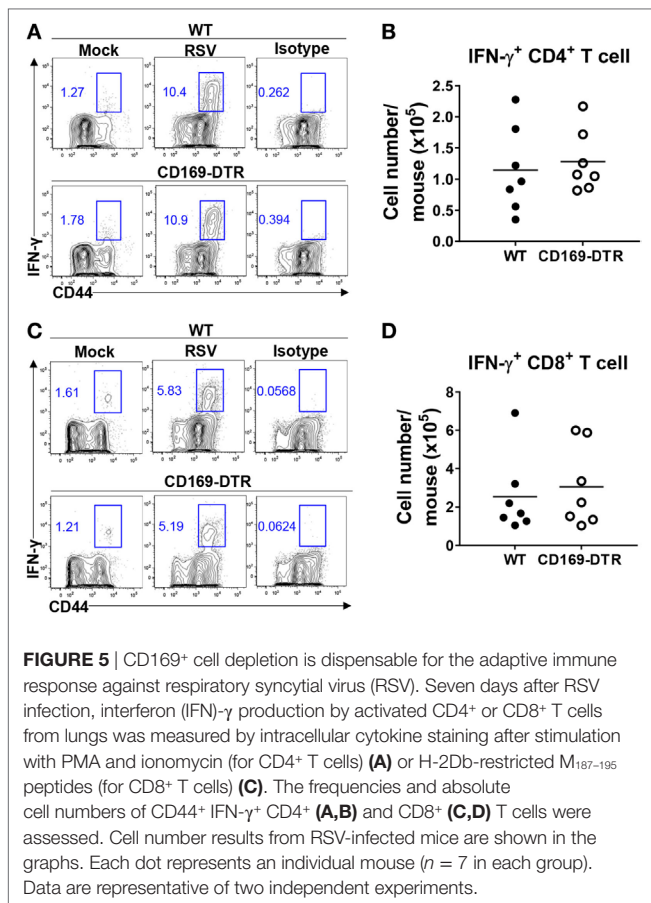 A
WT
Mock RSV Isotype
1.27 10.4 0.262
CD169-DTR
1.78 10.9 0.394
IFN-γ
CD44
B
IFN-γ+ CD4+ T cell
Cell number/
mouse (x10⁵)
2.5
2.0
1.5
1.0
0.5
0.0
WT CD169-DTR
C
WT
Mock RSV Isotype
1.61 5.83 0.0568
CD169-DTR
1.21 5.19 0.0624
IFN-γ
CD44
D
IFN-γ+ CD8+ T cell
Cell number/
mouse (x10⁵)
8
6
4
2
0
WT CD169-DTR
FIGURE 5 | CD169+ cell depletion is dispensable for the adaptive immune
response against respiratory syncytial virus (RSV). Seven days after RSV
infection, interferon (IFN)-γ production by activated CD4+ or CD8+ T cells
from lungs was measured by intracellular cytokine staining after stimulation
with PMA and ionomycin (for CD4+ T cells) (A) or H-2Db-restricted M187–195
peptides (for CD8+ T cells) (C). The frequencies and absolute
cell numbers of CD44+ IFN-γ+ CD4+ (A,B) and CD8+ (C,D) T cells were
assessed. Cell number results from RSV-infected mice are shown in the
graphs. Each dot represents an individual mouse (n = 7 in each group).
Data are representative of two independent experiments.